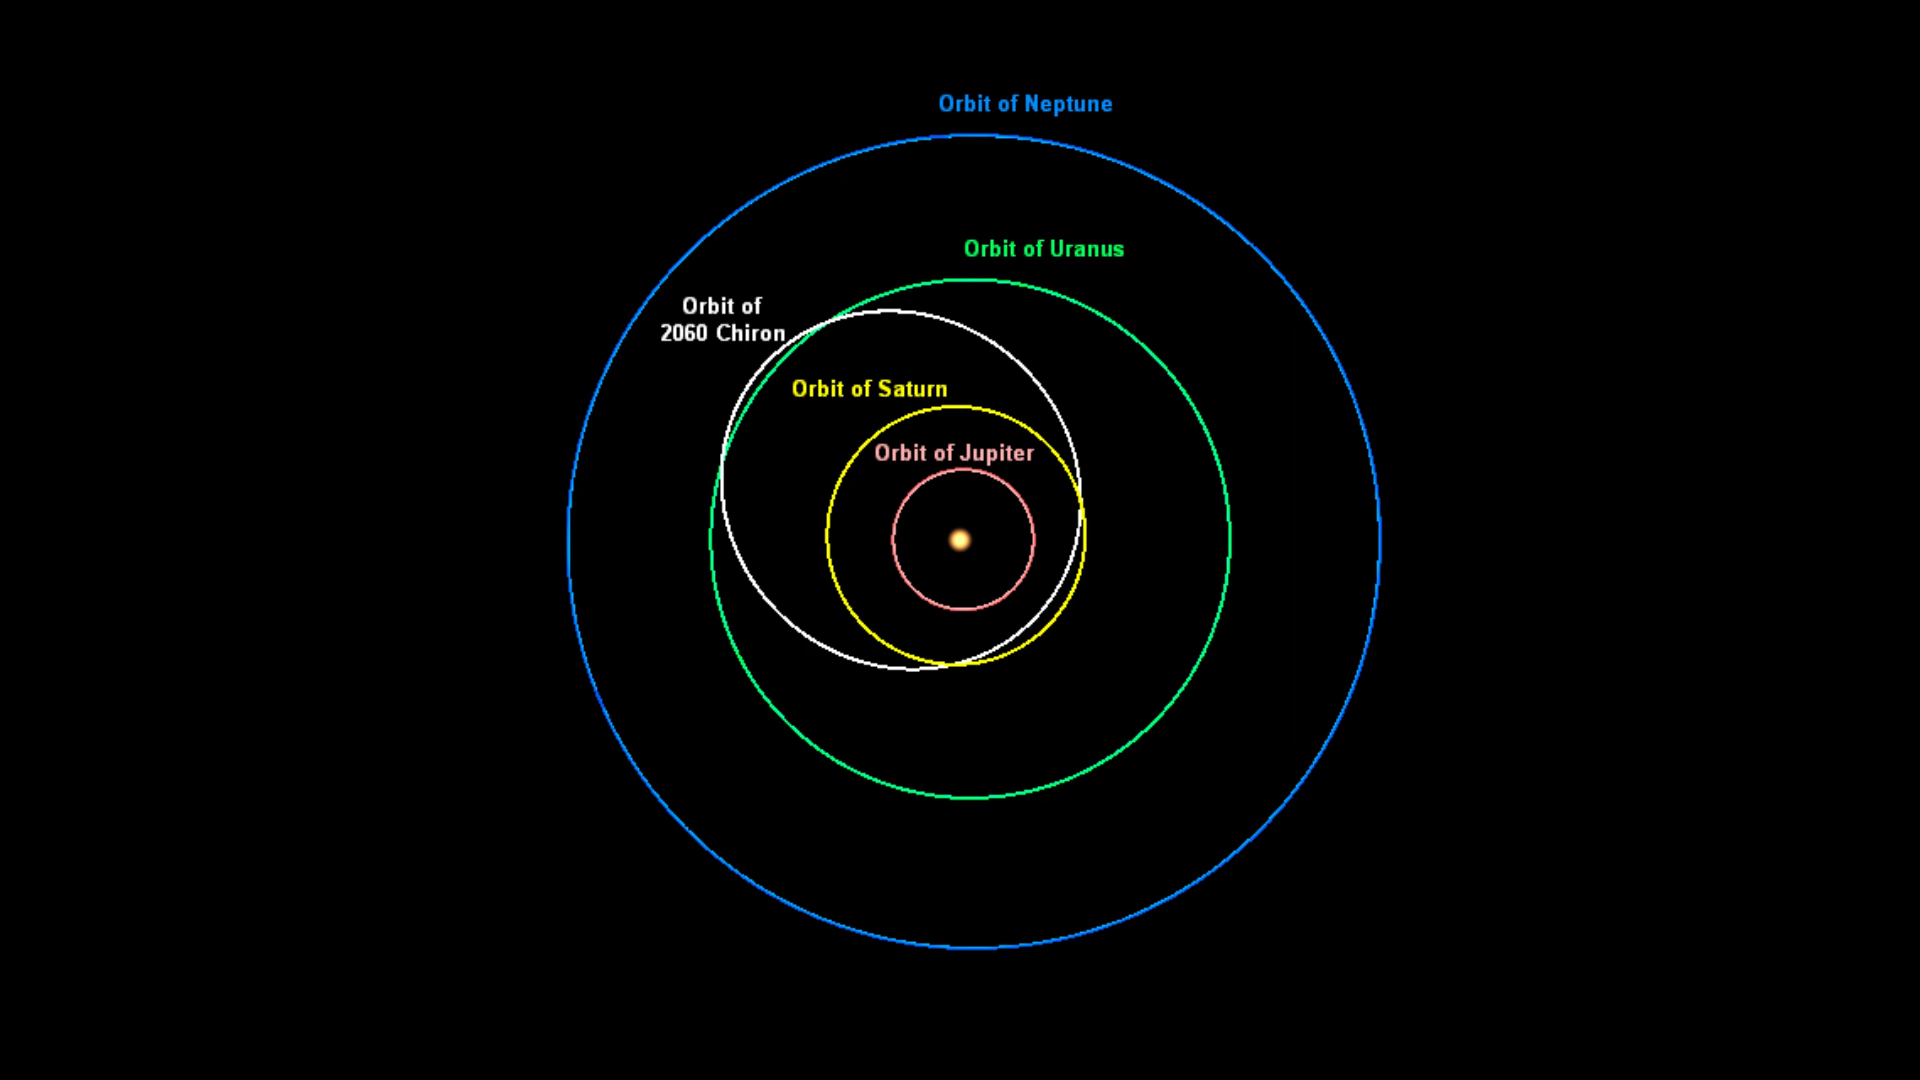 Orbit of Neptune
Orbit of Uranus
Orbit of
2060 Chiron
Orbit of Saturn
Orbit of Jupiter